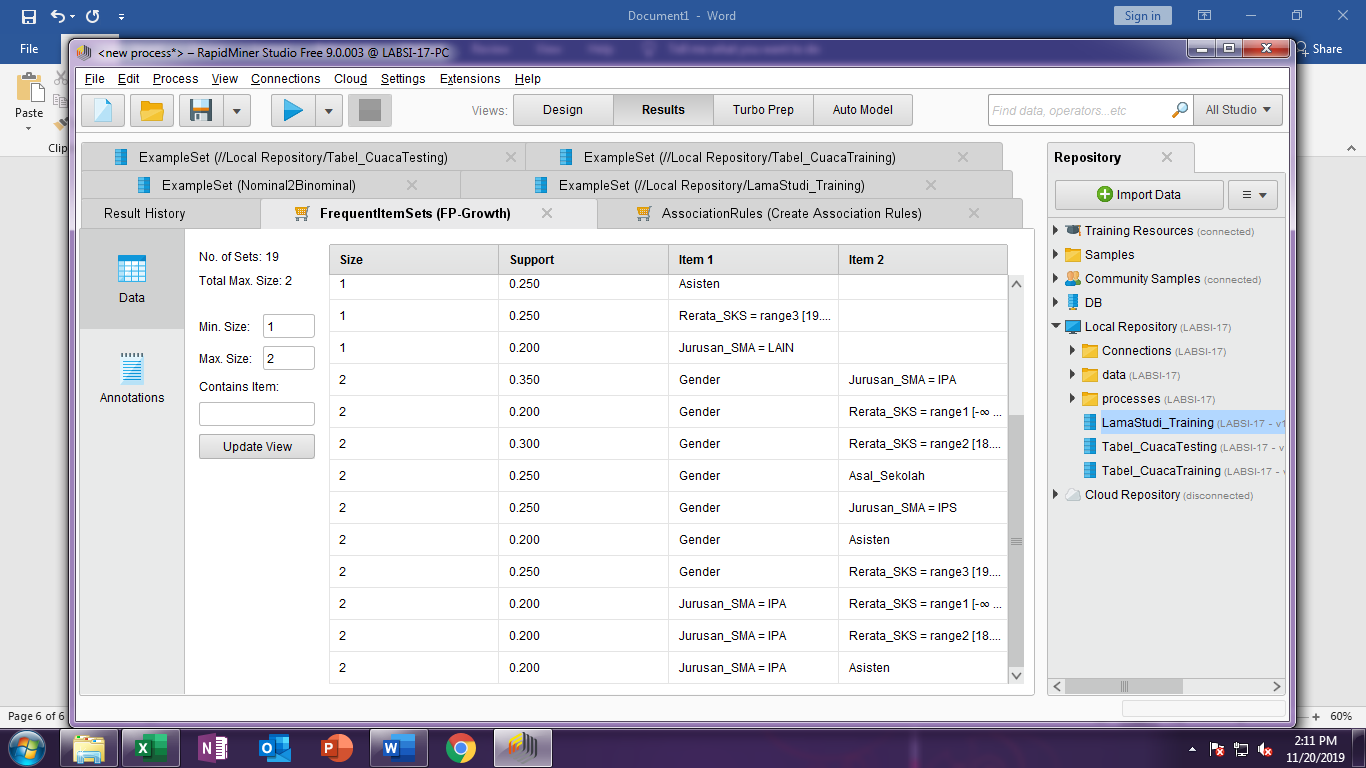 Document1 - Word
Sign in
File
Share
Paste
<new process*> – RapidMiner Studio Free 9.0.003 @ LABSI-17-PC
File Edit Process View Connections Cloud Settings Extensions Help
Views: Design Results Turbo Prep Auto Model
Find data, operators...etc
All Studio
ExampleSet (//Local Repository/Tabel_CuacaTesting)
ExampleSet (//Local Repository/Tabel_CuacaTraining)
ExampleSet (Nominal2Binominal)
ExampleSet (//Local Repository/LamaStudi_Training)
Result History
FrequentItemSets (FP-Growth)
AssociationRules (Create Association Rules)
Data
Annotations
No. of Sets: 19
Total Max. Size: 2
Min. Size: 1
Max. Size: 2
Contains Item:
Update View
Size Support Item 1 Item 2
1 0.250 Asisten
1 0.250 Rerata_SKS = range3 [19....
1 0.200 Jurusan_SMA = LAIN
2 0.350 Gender Jurusan_SMA = IPA
2 0.200 Gender Rerata_SKS = range1 [-∞ ...
2 0.300 Gender Rerata_SKS = range2 [18....
2 0.250 Gender Asal_Sekolah
2 0.250 Gender Jurusan_SMA = IPS
2 0.200 Gender Asisten
2 0.250 Gender Rerata_SKS = range3 [19....
2 0.200 Jurusan_SMA = IPA Rerata_SKS = range1 [-∞ ...
2 0.200 Jurusan_SMA = IPA Rerata_SKS = range2 [18....
2 0.200 Jurusan_SMA = IPA Asisten
Repository
Import Data
Training Resources (connected)
Samples
Community Samples (connected)
DB
Local Repository (LABSI-17)
Connections (LABSI-17)
data (LABSI-17)
processes (LABSI-17)
LamaStudi_Training (LABSI-17 - v1
Tabel_CuacaTesting (LABSI-17 - v
Tabel_CuacaTraining (LABSI-17 - v
Cloud Repository (disconnected)
Page 6 of 6
60%
2:11 PM
11/20/2019